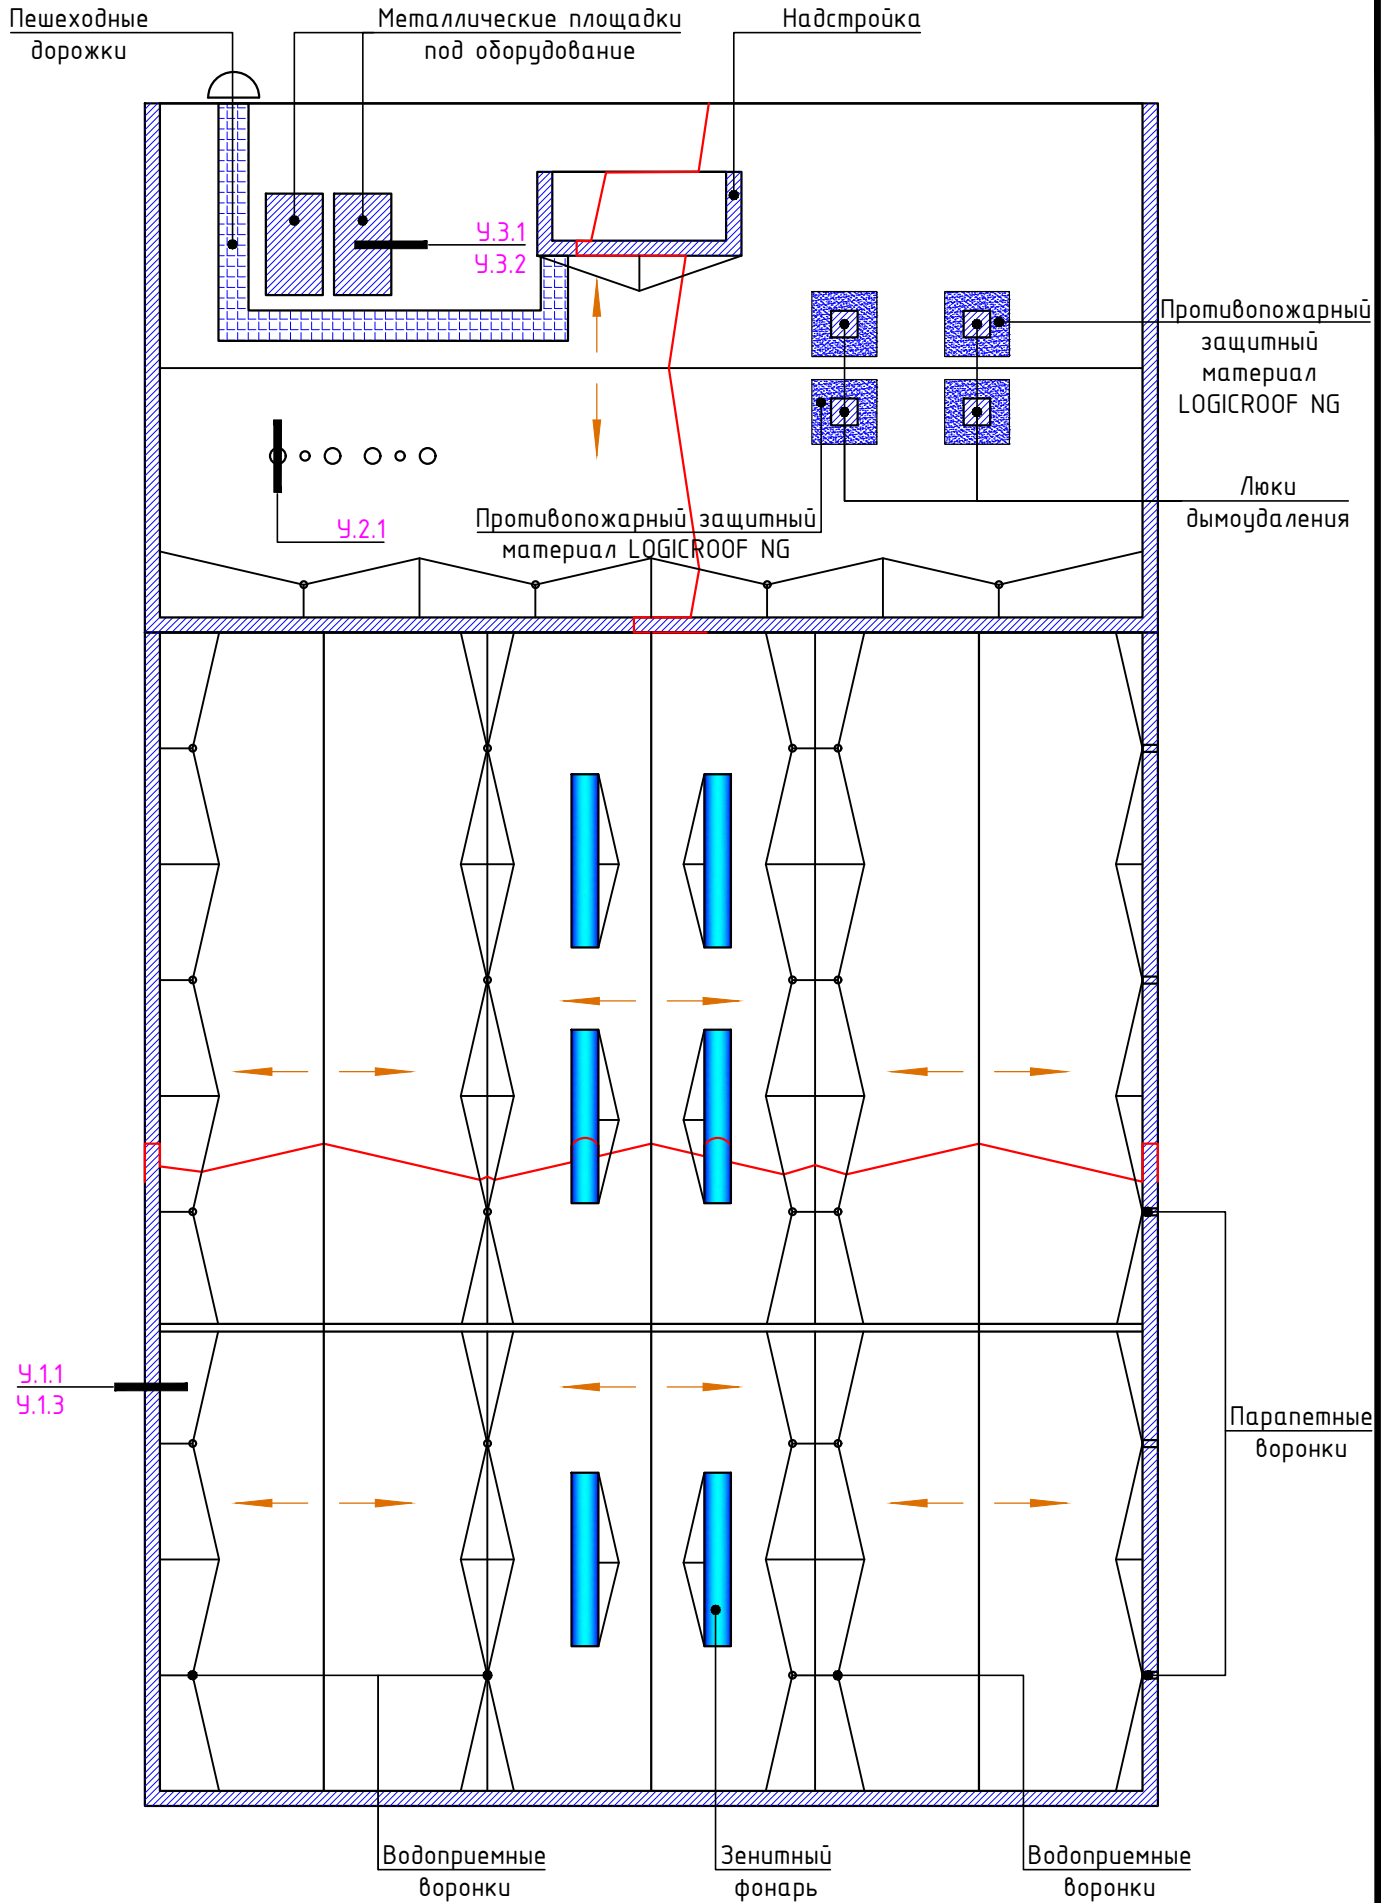 Пешеходные
дорожки
Металлические площадки
под оборудование
Надстройка
У.3.1
У.3.2
Противопожарный
защитный
материал
LOGICROOF NG
Люки
дымоудаления
Противопожарный защитный
материал LOGICROOF NG
У.2.1
У.1.1
У.1.3
Парапетные
воронки
Водоприемные
воронки
Зенитный
фонарь
Водоприемные
воронки